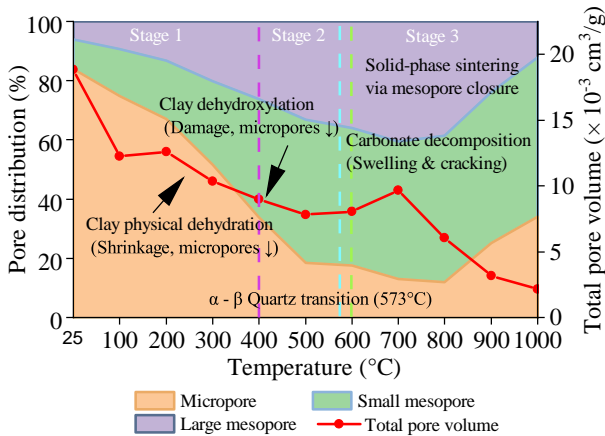 Stage 1
Stage 2
Stage 3
Solid-phase sintering
via mesopore closure
Clay dehydroxylation
(Damage, micropores ↓)
Carbonate decomposition
(Swelling & cracking)
Clay physical dehydration
(Shrinkage, micropores ↓)
α - β Quartz transition (573°C)
Pore distribution (%)
100
80
60
40
20
0
Total pore volume (× 10⁻³ cm³/g)
20
15
10
5
0
25 100 200 300 400 500 600 700 800 900 1000
Temperature (°C)
Micropore
Small mesopore
Large mesopore
Total pore volume